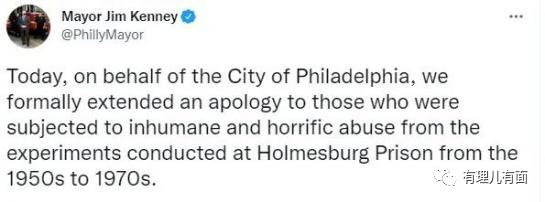 Mayor Jim Kenney
@PhillyMayor
Today, on behalf of the City of Philadelphia, we
formally extended an apology to those who were
subjected to inhumane and horrific abuse from the
experiments conducted at Holmesburg Prison from the
1950s to 1970s.
有理儿有面